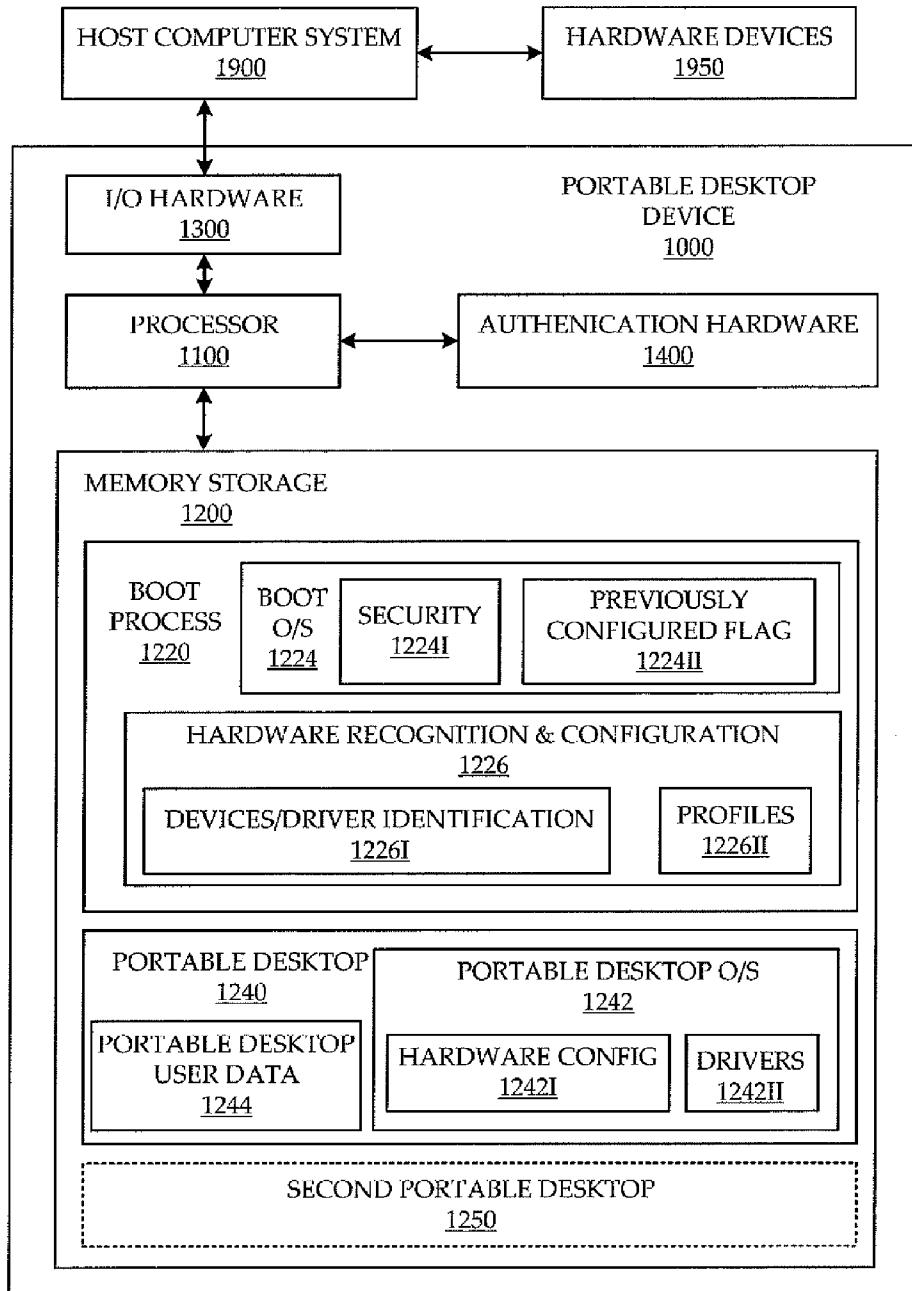 HOST COMPUTER SYSTEM
1900
HARDWARE DEVICES
1950
I/O HARDWARE
1300
PORTABLE DESKTOP
DEVICE
1000
PROCESSOR
1100
AUTHENICATION HARDWARE
1400
MEMORY STORAGE
1200
BOOT
PROCESS
1220
BOOT
O/S
1224
SECURITY
1224I
PREVIOUSLY
CONFIGURED FLAG
1224II
HARDWARE RECOGNITION & CONFIGURATION
1226
DEVICES/DRIVER IDENTIFICATION
1226I
PROFILES
1226II
PORTABLE DESKTOP
1240
PORTABLE DESKTOP O/S
1242
PORTABLE DESKTOP
USER DATA
1244
HARDWARE CONFIG
1242I
DRIVERS
1242II
SECOND PORTABLE DESKTOP
1250